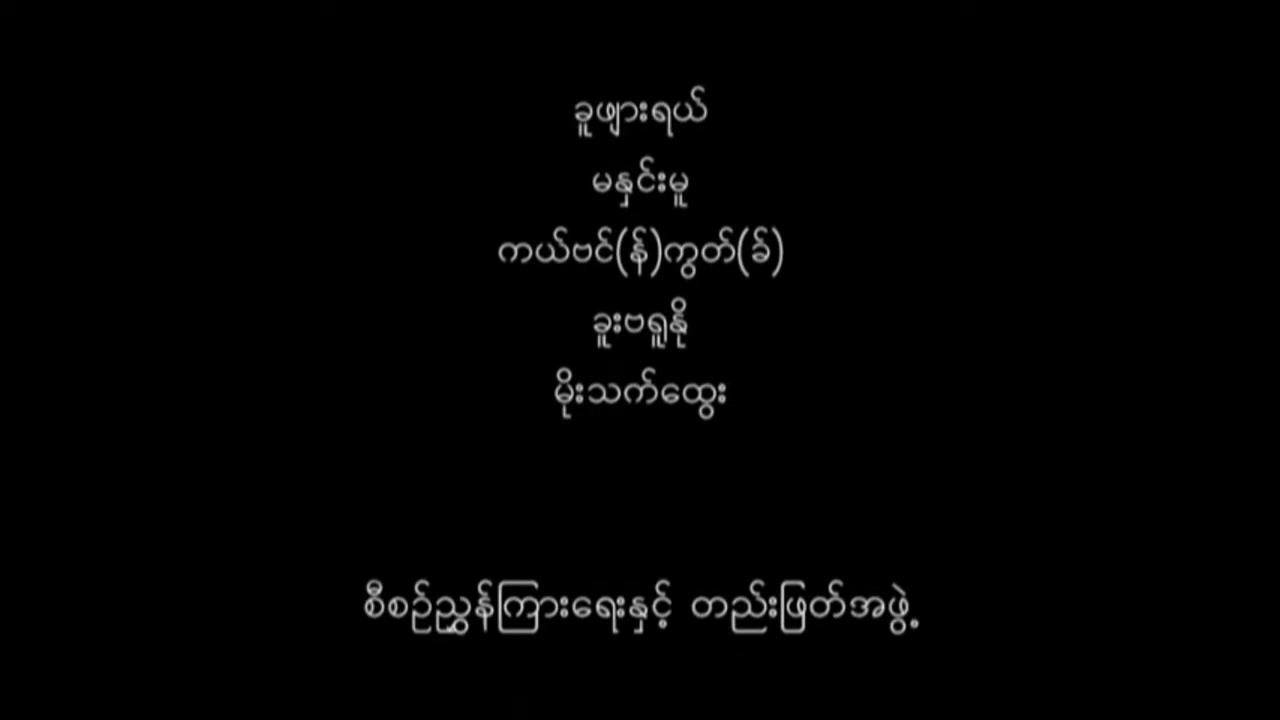 ခူဖျားရယ်
မနှင်းမူ
ကယ်ဗင်(န်)ကွတ်(ခ်)
ခူးဗရူနို
မိုးသက်ထွေး
စီစဉ်ညွှန်ကြားရေးနှင့် တည်းဖြတ်အဖွဲ့